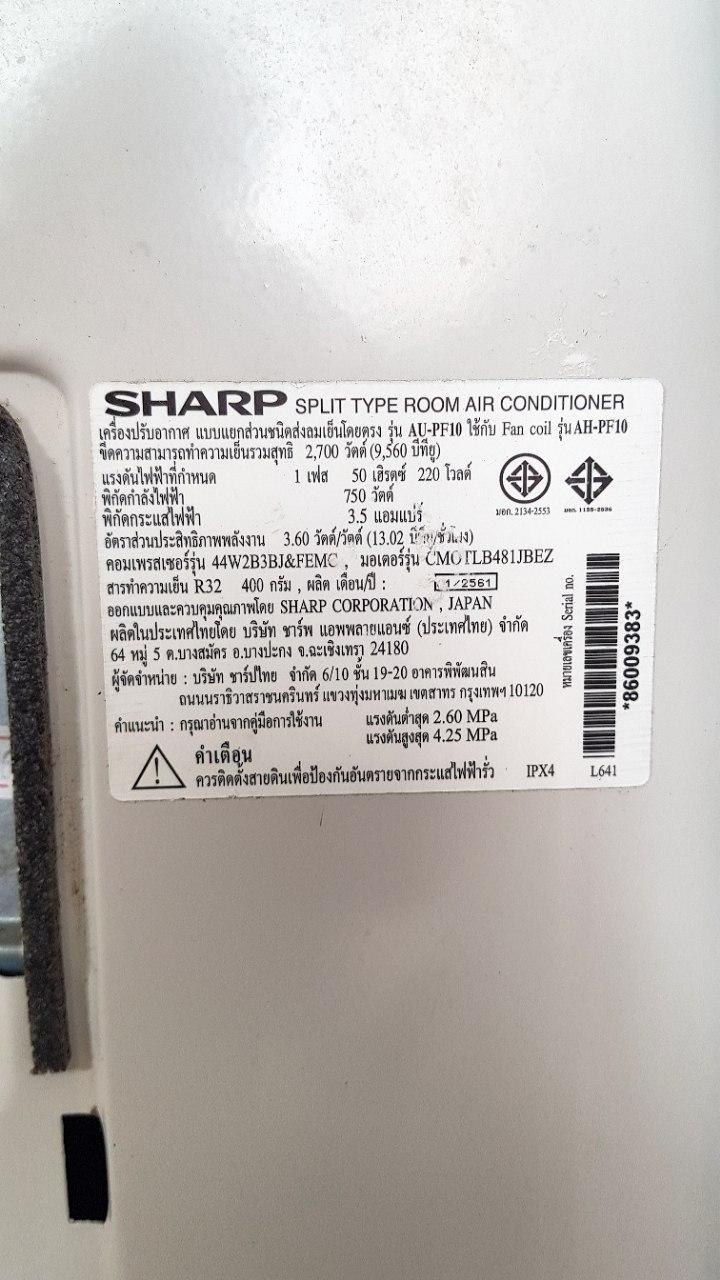 SHARP SPLIT TYPE ROOM AIR CONDITIONER
เครื่องปรับอากาศ แบบแยกส่วนชนิดส่งลมเย็นโดยตรง รุ่น AU-PF10 ใช้กับ Fan coil รุ่น AH-PF10
ขีดความสามารถทำความเย็นรวมสุทธิ 2,700 วัตต์ (9,560 บีทียู)
แรงดันไฟฟ้าที่กำหนด 1 เฟส 50 เฮิรตซ์ 220 โวลต์
พิกัดกำลังไฟฟ้า 750 วัตต์
พิกัดกระแสไฟฟ้า 3.5 แอมแปร์
มอก. 2134-2553
มอก. 1155-2536
อัตราส่วนประสิทธิภาพพลังงาน 3.60 วัตต์/วัตต์ (13.02
คอมเพรสเซอร์รุ่น 44W2B3BJ&FEMC , มอเตอร์รุ่น CMOTLB481JBEZ
สารทำความเย็น R32 400 กรัม , ผลิต เดือน/ปี : 1/2561
ออกแบบและควบคุมคุณภาพโดย SHARP CORPORATION , JAPAN
ผลิตในประเทศไทยโดย บริษัท ชาร์พ แอพพลายแอนซ์ (ประเทศไทย) จำกัด
64 หมู่ 5 ต.บางสมัคร อ.บางปะกง จ.ฉะเชิงเทรา 24180
ผู้จัดจำหน่าย : บริษัท ชาร์ปไทย จำกัด 6/10 ชั้น 19-20 อาคารพิพัฒนสิน
ถนนนราธิวาสราชนครินทร์ แขวงทุ่งมหาเมฆ เขตสาทร กรุงเทพฯ 10120
คำแนะนำ : กรุณาอ่านจากคู่มือการใช้งาน แรงดันต่ำสุด 2.60 MPa
แรงดันสูงสุด 4.25 MPa
คำเตือน
ควรติดตั้งสายดินเพื่อป้องกันอันตรายจากกระแสไฟฟ้ารั่ว IPX4 L641
หมายเลขเครื่อง Serial no.
*86009383*